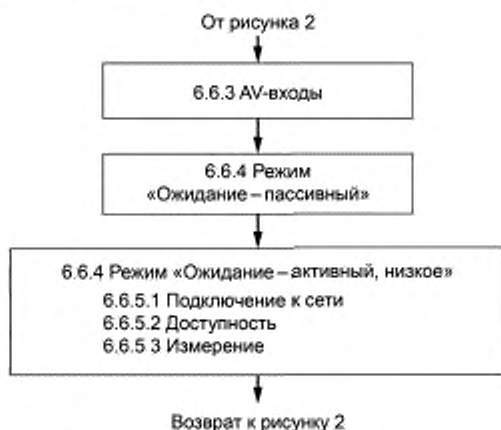 От рисунка 2
6.6.3 AV-входы
6.6.4 Режим
«Ожидание – пассивный»
6.6.4 Режим «Ожидание – активный, низкое»
6.6.5.1 Подключение к сети
6.6.5.2 Доступность
6.6.5 3 Измерение
Возврат к рисунку 2